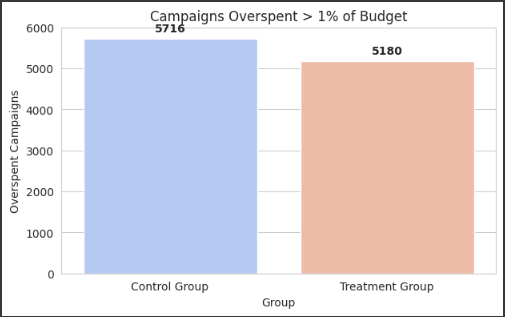 Campaigns Overspent > 1% of Budget
5716
5180
6000
5000
4000
3000
2000
1000
0
Overspent Campaigns
Control Group
Treatment Group
Group